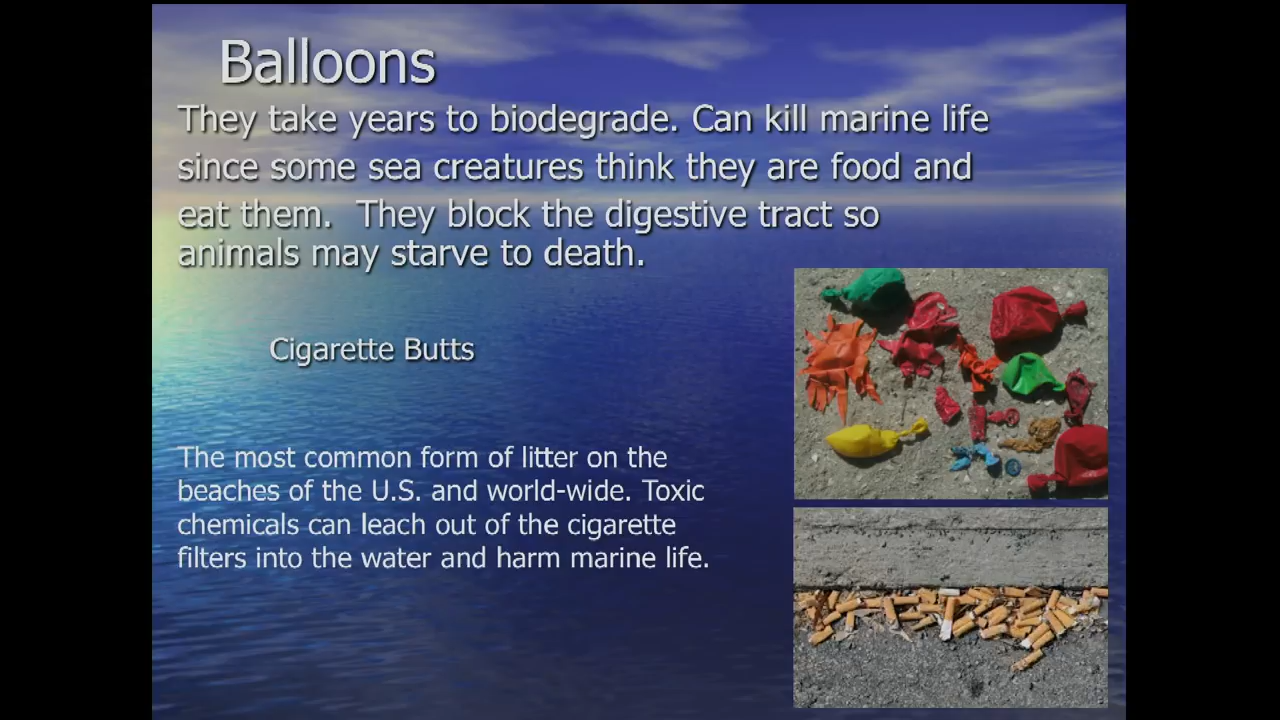 Balloons
They take years to biodegrade. Can kill marine life
since some sea creatures think they are food and
eat them. They block the digestive tract so
animals may starve to death.
Cigarette Butts
The most common form of litter on the
beaches of the U.S. and world-wide. Toxic
chemicals can leach out of the cigarette
filters into the water and harm marine life.